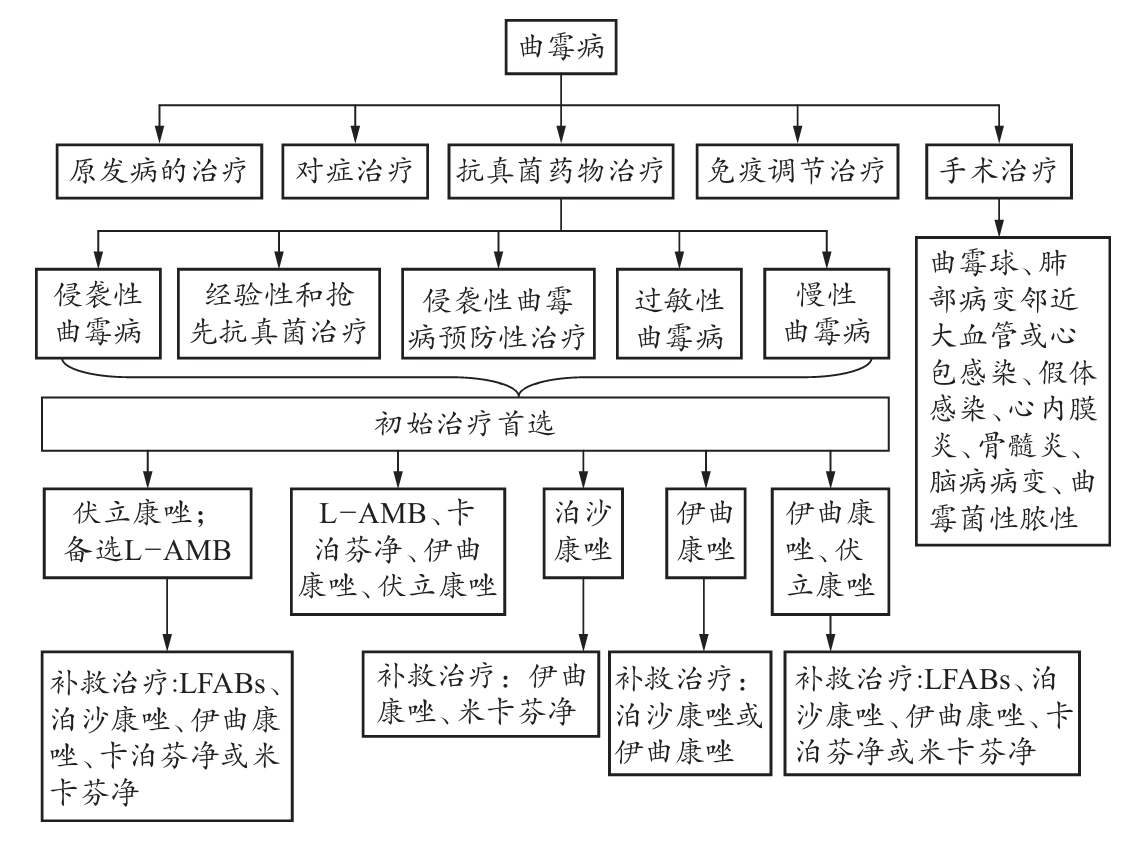 曲霉病
原发病的治疗
对症治疗
抗真菌药物治疗
免疫调节治疗
手术治疗
曲霉球、肺
部病变邻近
大血管或心
包感染、假体
感染、心内膜
炎、骨髓炎、
脑病病变、曲
霉菌性脓性
侵袭性
曲霉病
经验性和抢
先抗真菌治疗
侵袭性曲霉
病预防性治疗
过敏性
曲霉病
慢性
曲霉病
初始治疗首选
伏立康唑；
备选L-AMB
L-AMB、卡
泊芬净、伊曲
康唑、伏立康唑
泊沙
康唑
伊曲
康唑
伊曲康
唑、伏
立康唑
补救治疗:LFABs、
泊沙康唑、伊曲康
唑、卡泊芬净或米
卡芬净
补救治疗：伊曲
康唑、米卡芬净
补救治疗：
泊沙康唑或
伊曲康唑
补救治疗:LFABs、泊
沙康唑、伊曲康唑、卡
泊芬净或米卡芬净